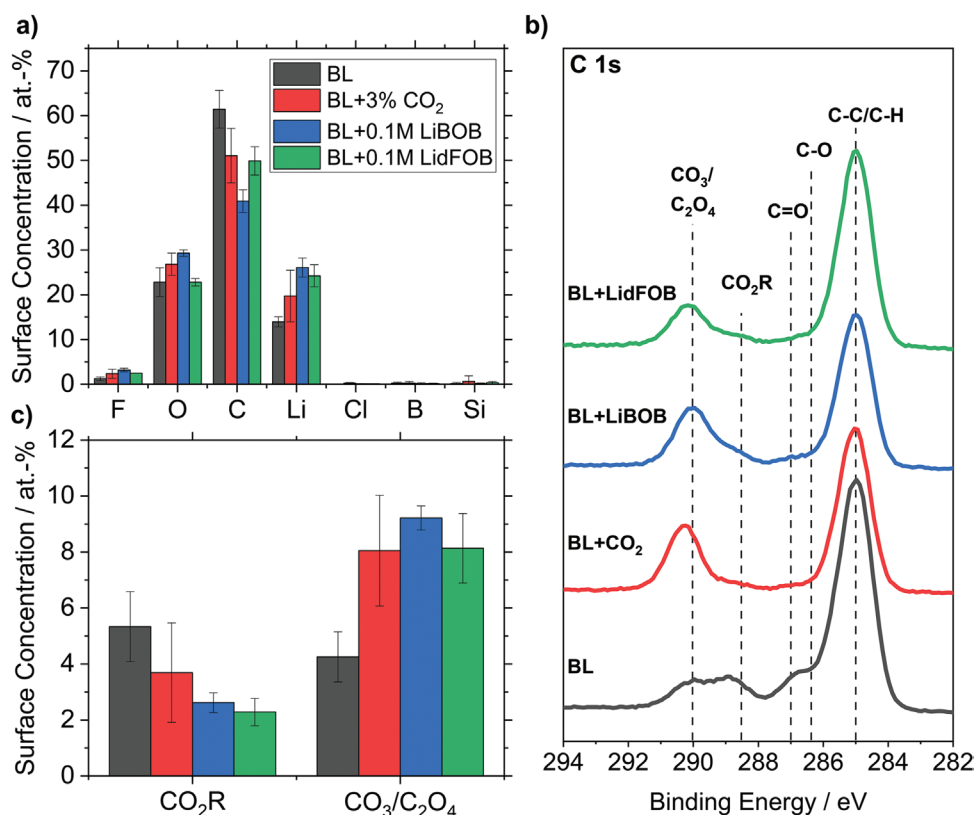 a)
Surface Concentration / at.-%
70
60
50
40
30
20
10
0
BL
BL+3% CO₂
BL+0.1M LiBOB
BL+0.1M LidFOB
F O C Li Cl B Si
c)
Surface Concentration / at.-%
12
10
8
6
4
2
0
CO₂R CO₃/C₂O₄
b)
C 1s
C-C/C-H
C-O
CO₃/
C₂O₄
C=O
CO₂R
BL+LidFOB
BL+LiBOB
BL+CO₂
BL
294 292 290 288 286 284 282
Binding Energy / eV